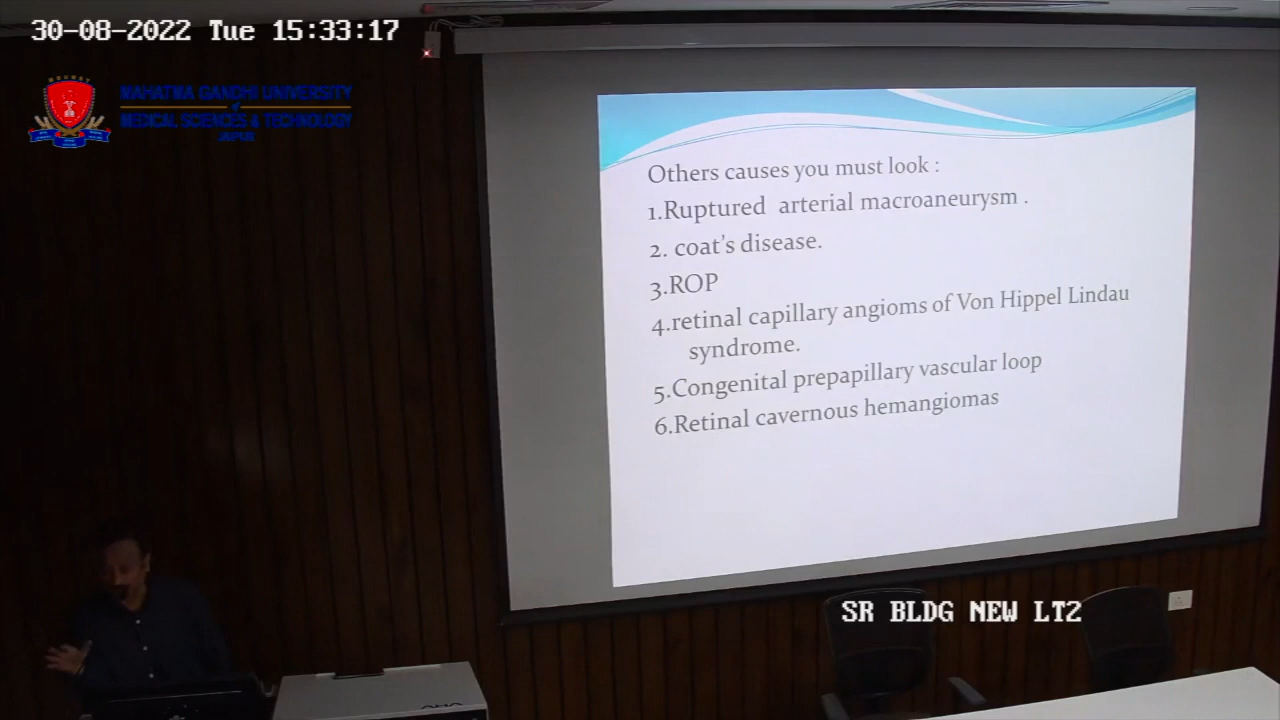 30-08-2022 Tue 15:33:17
MAHATMA GANDHI UNIVERSITY
of
MEDICAL SCIENCES & TECHNOLOGY
JAIPUR
Others causes you must look :
1.Ruptured arterial macroaneurysm .
2. coat's disease.
3.ROP
4.retinal capillary angioms of Von Hippel Lindau
syndrome.
5.Congenital prepapillary vascular loop
6.Retinal cavernous hemangiomas
SR BLDG NEW LT2